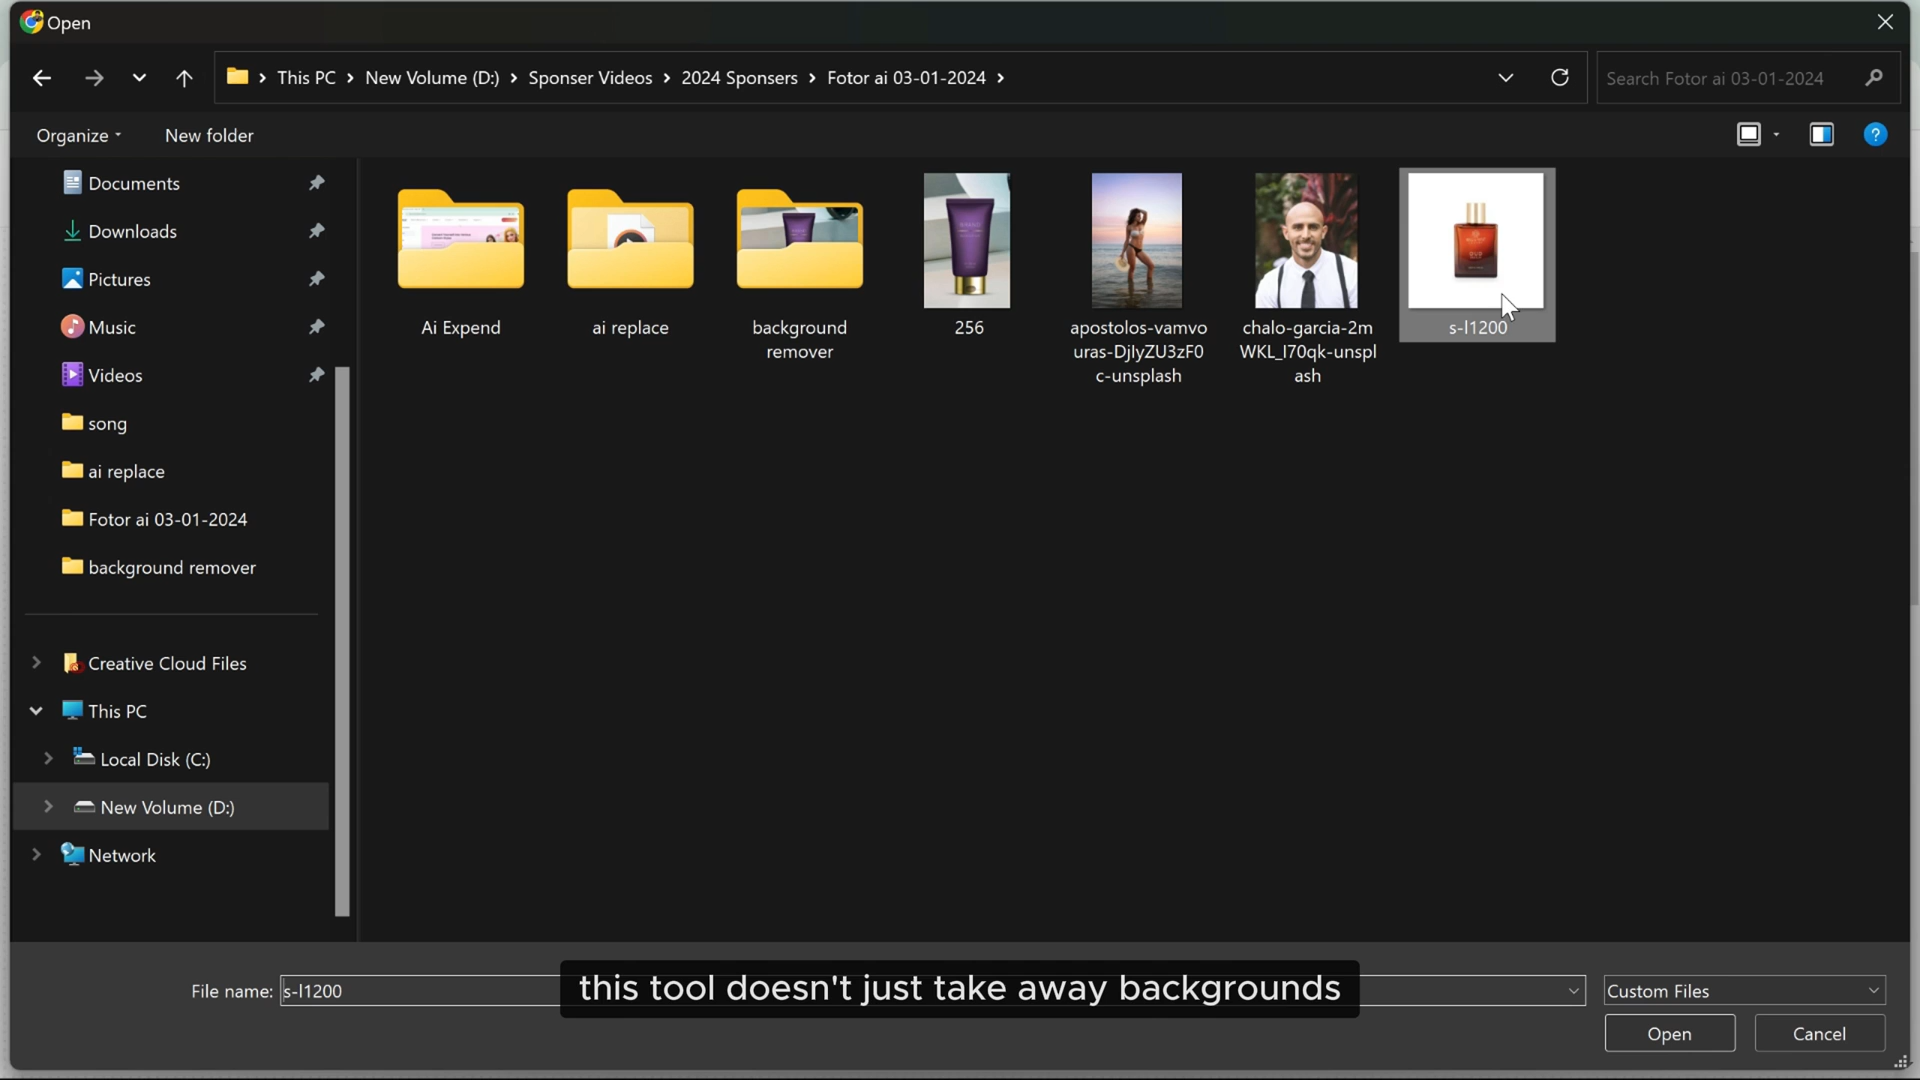 Open
This PC > New Volume (D:) > Sponser Videos > 2024 Sponsers > Fotor ai 03-01-2024 >
Search Fotor ai 03-01-2024
Organize
New folder
Documents
Downloads
Pictures
Music
Videos
song
ai replace
Fotor ai 03-01-2024
background remover
Creative Cloud Files
This PC
Local Disk (C:)
New Volume (D:)
Network
Ai Expend
ai replace
background
remover
256
apostolos-vamvo
uras-DjlyZU3zF0
c-unsplash
chalo-garcia-2m
WKL_l70qk-unspl
ash
s-l1200
File name: s-l1200
this tool doesn't just take away backgrounds
Custom Files
Open
Cancel